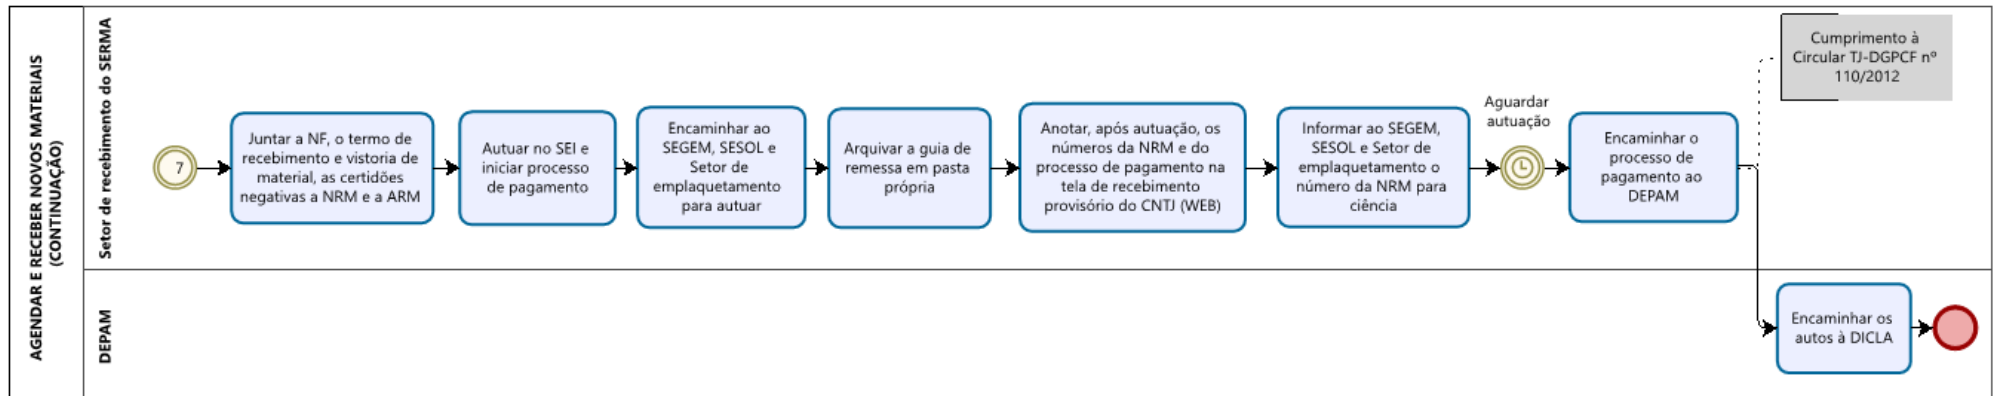 AGENDAR E RECEBER NOVOS MATERIAIS
(CONTINUAÇÃO)
Setor de recebimento do SERMA
7
Juntar a NF, o termo de
recebimento e vistoria de
material, as certidões
negativas a NRM e a ARM
Autuar no SEI e
iniciar processo
de pagamento
Encaminhar ao
SEGEM, SESOL e
Setor de
emplaquetamento
para autuar
Arquivar a guia de
remessa em pasta
própria
Anotar, após autuação, os
números da NRM e do
processo de pagamento na
tela de recebimento
provisório do CNTJ (WEB)
Informar ao SEGEM,
SESOL e Setor de
emplaquetamento o
número da NRM para
ciência
Aguardar
autuação
Encaminhar o
processo de
pagamento ao
DEPAM
Cumprimento à
Circular TJ-DGPCF nº
110/2012
DEPAM
Encaminhar os
autos à DICLA